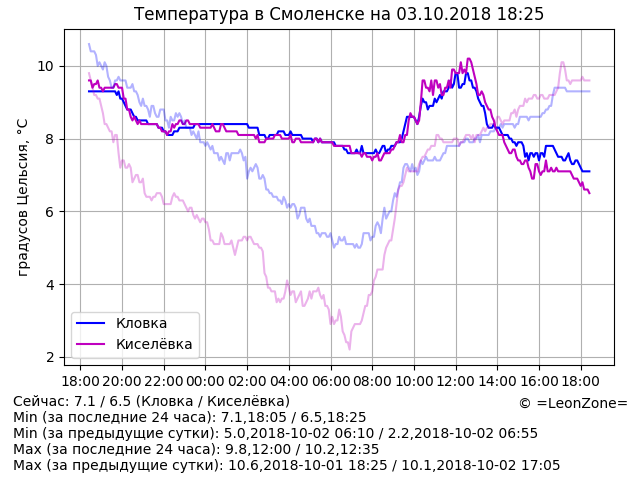 Температура в Смоленске на 03.10.2018 18:25
градусов Цельсия, °C
10
8
6
4
2
Кловка
Киселёвка
18:00 20:00 22:00 00:00 02:00 04:00 06:00 08:00 10:00 12:00 14:00 16:00 18:00
Сейчас: 7.1 / 6.5 (Кловка / Киселёвка)
© =LeonZone=
Min (за последние 24 часа): 7.1,18:05 / 6.5,18:25
Min (за предыдущие сутки): 5.0,2018-10-02 06:10 / 2.2,2018-10-02 06:55
Max (за последние 24 часа): 9.8,12:00 / 10.2,12:35
Max (за предыдущие сутки): 10.6,2018-10-01 18:25 / 10.1,2018-10-02 17:05